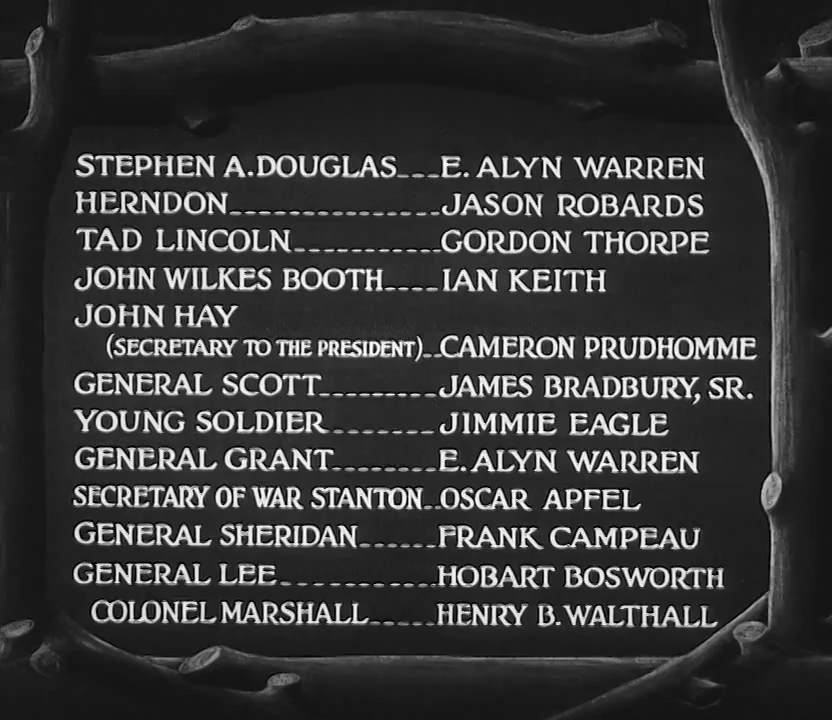 STEPHEN A. DOUGLAS___E. ALYN WARREN
HERNDON________________JASON ROBARDS
TAD LINCOLN___________GORDON THORPE
JOHN WILKES BOOTH____IAN KEITH
JOHN HAY
(SECRETARY TO THE PRESIDENT)__CAMERON PRUDHOMME
GENERAL SCOTT_________JAMES BRADBURY, SR.
YOUNG SOLDIER________JIMMIE EAGLE
GENERAL GRANT________E. ALYN WARREN
SECRETARY OF WAR STANTON__OSCAR APFEL
GENERAL SHERIDAN______FRANK CAMPEAU
GENERAL LEE____________HOBART BOSWORTH
COLONEL MARSHALL_____HENRY B. WALTHALL